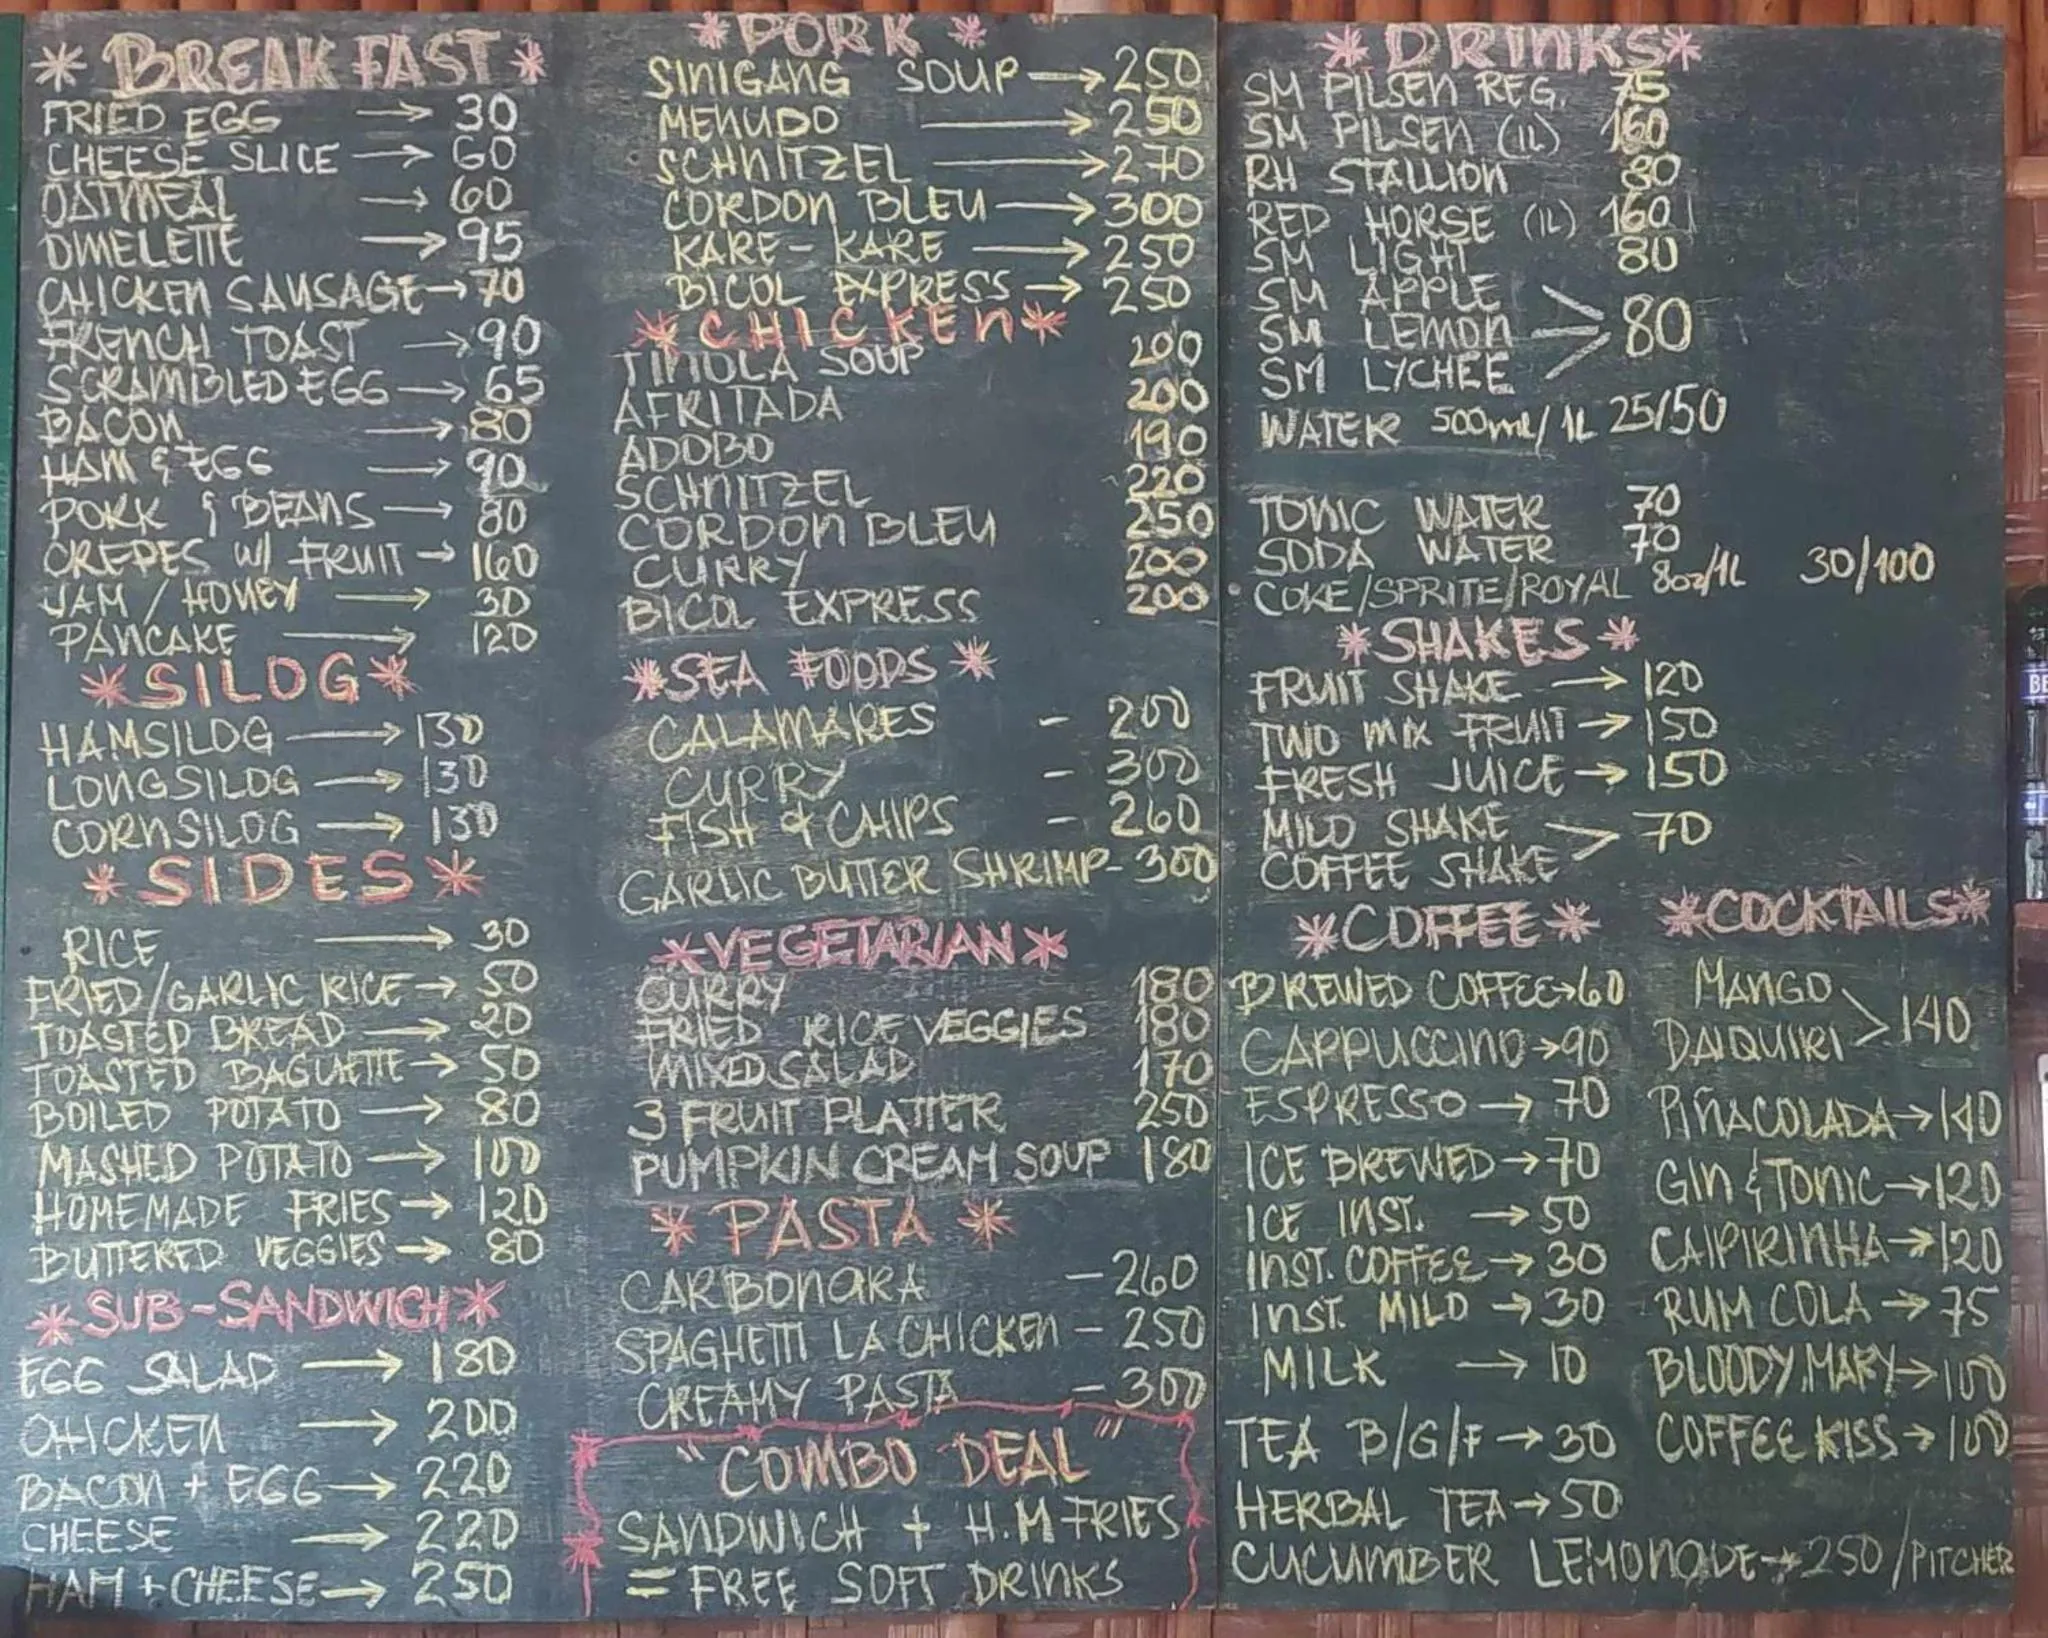 * BREAKFAST *
FRIED EGG → 30
CHEESE SLICE → 60
OATMEAL → 60
OMELETTE → 95
CHICKEN SAUSAGE → 70
FRENCH TOAST → 90
SCRAMBLED EGG → 65
BACON → 80
HAM & EGG → 90
PORK & BEANS → 80
CREPES W/ FRUIT → 160
JAM / HONEY → 30
PANCAKE → 120
* SILOG *
HAMSILOG → 130
LONGSILOG → 130
CORNSILOG → 130
* SIDES *
RICE → 30
FRIED/GARLIC RICE → 50
TOASTED BREAD → 20
TOASTED BAGUETTE → 50
BOILED POTATO → 80
MASHED POTATO → 100
HOMEMADE FRIES → 120
BUTTERED VEGGIES → 80
* SUB-SANDWICH *
EGG SALAD → 180
CHICKEN → 200
BACON + EGG → 220
CHEESE → 220
HAM + CHEESE → 250
* PORK *
SINIGANG SOUP → 250
MENUDO → 250
SCHNITZEL → 270
CORDON BLEU → 300
KARE-KARE → 250
BICOL EXPRESS → 250
* CHICKEN *
TINOLA SOUP 200
AFRITADA 200
ADOBO 190
SCHNITZEL 220
CORDON BLEU 250
CURRY 200
BICOL EXPRESS 200
* SEA FOODS *
CALAMARES - 200
CURRY - 300
FISH & CHIPS - 260
GARLIC BUTTER SHRIMP - 300
* VEGETARIAN *
CURRY 180
FRIED RICE VEGGIES 180
MIXED SALAD 170
3 FRUIT PLATTER 250
PUMPKIN CREAM SOUP 180
* PASTA *
CARBONARA - 260
SPAGHETTI LA CHICKEN - 250
CREAMY PASTA - 300
"COMBO DEAL"
SANDWICH + H.M FRIES
= FREE SOFT DRINKS
* DRINKS *
SM PILSEN REG. 75
SM PILSEN (1L) 160
RH STALLION 80
RED HORSE (1L) 160
SM LIGHT 80
SM APPLE
SM LEMON > 80
SM LYCHEE
WATER 500ml/1L 25/50
TONIC WATER 70
SODA WATER 70
COKE/SPRITE/ROYAL 8oz/1L 30/100
* SHAKES *
FRUIT SHAKE → 120
TWO MIX FRUIT → 150
FRESH JUICE → 150
MILO SHAKE > 70
COFFEE SHAKE
* COFFEE *
BREWED COFFEE → 60
CAPPUCCINO → 90
ESPRESSO → 70
ICE BREWED → 70
ICE INST. → 50
INST. COFFEE → 30
INST. MILO → 30
MILK → 10
TEA B/G/F → 30
HERBAL TEA → 50
CUCUMBER LEMONADE → 250 / PITCHER
* COCKTAILS *
MANGO
DAIQUIRI > 140
PIÑACOLADA → 140
GIN & TONIC → 120
CAIPIRINHA → 120
RUM COLA → 75
BLOODY MARY → 100
COFFEE KISS → 100